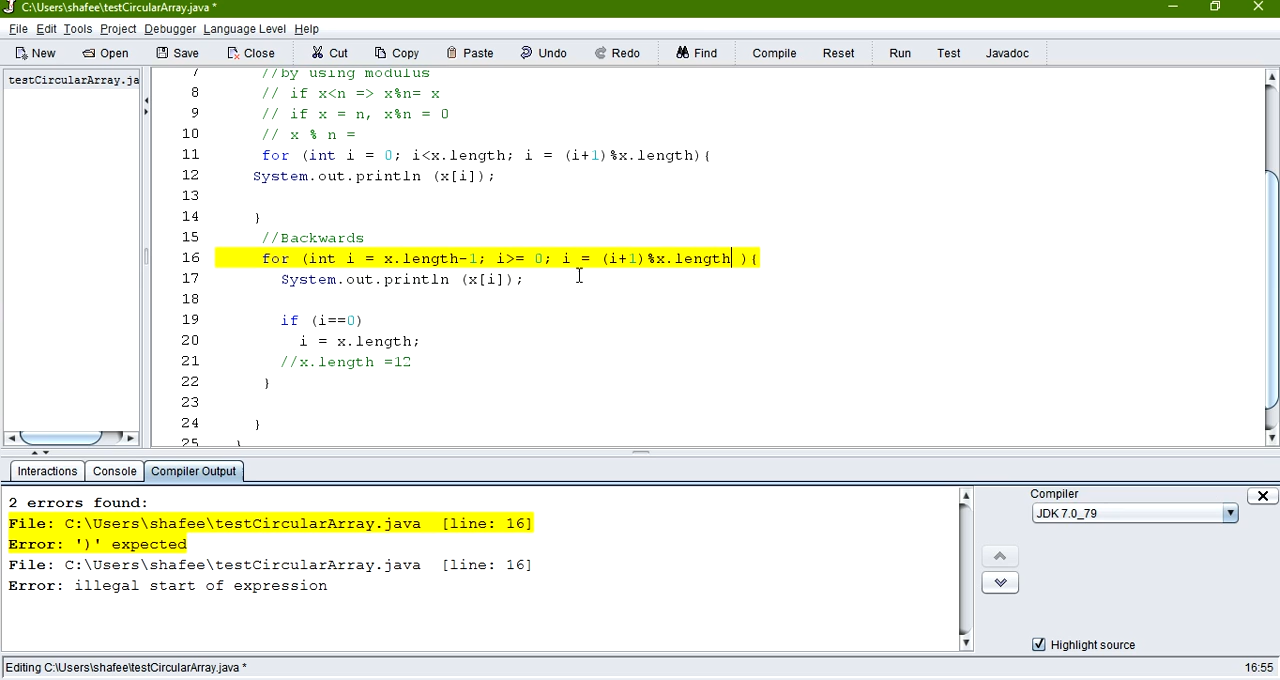 C:\Users\shafee\testCircularArray.java *
File Edit Tools Project Debugger Language Level Help
New Open Save Close Cut Copy Paste Undo Redo Find Compile Reset Run Test Javadoc
testCircularArray.ja
7 //by using modulus
8 // if x<n => x%n= x
9 // if x = n, x%n = 0
10 // x % n =
11 for (int i = 0; i<x.length; i = (i+1)%x.length){
12 System.out.println (x[i]);
13
14 }
15 //Backwards
16 for (int i = x.length-1; i>= 0; i = (i+1)%x.length ){
17 System.out.println (x[i]);
18
19 if (i==0)
20 i = x.length;
21 //x.length =12
22 }
23
24 }
25 }
Interactions Console Compiler Output
2 errors found:
File: C:\Users\shafee\testCircularArray.java [line: 16]
Error: ')' expected
File: C:\Users\shafee\testCircularArray.java [line: 16]
Error: illegal start of expression
Compiler
JDK 7.0_79
Highlight source
Editing C:\Users\shafee\testCircularArray.java * 16:55